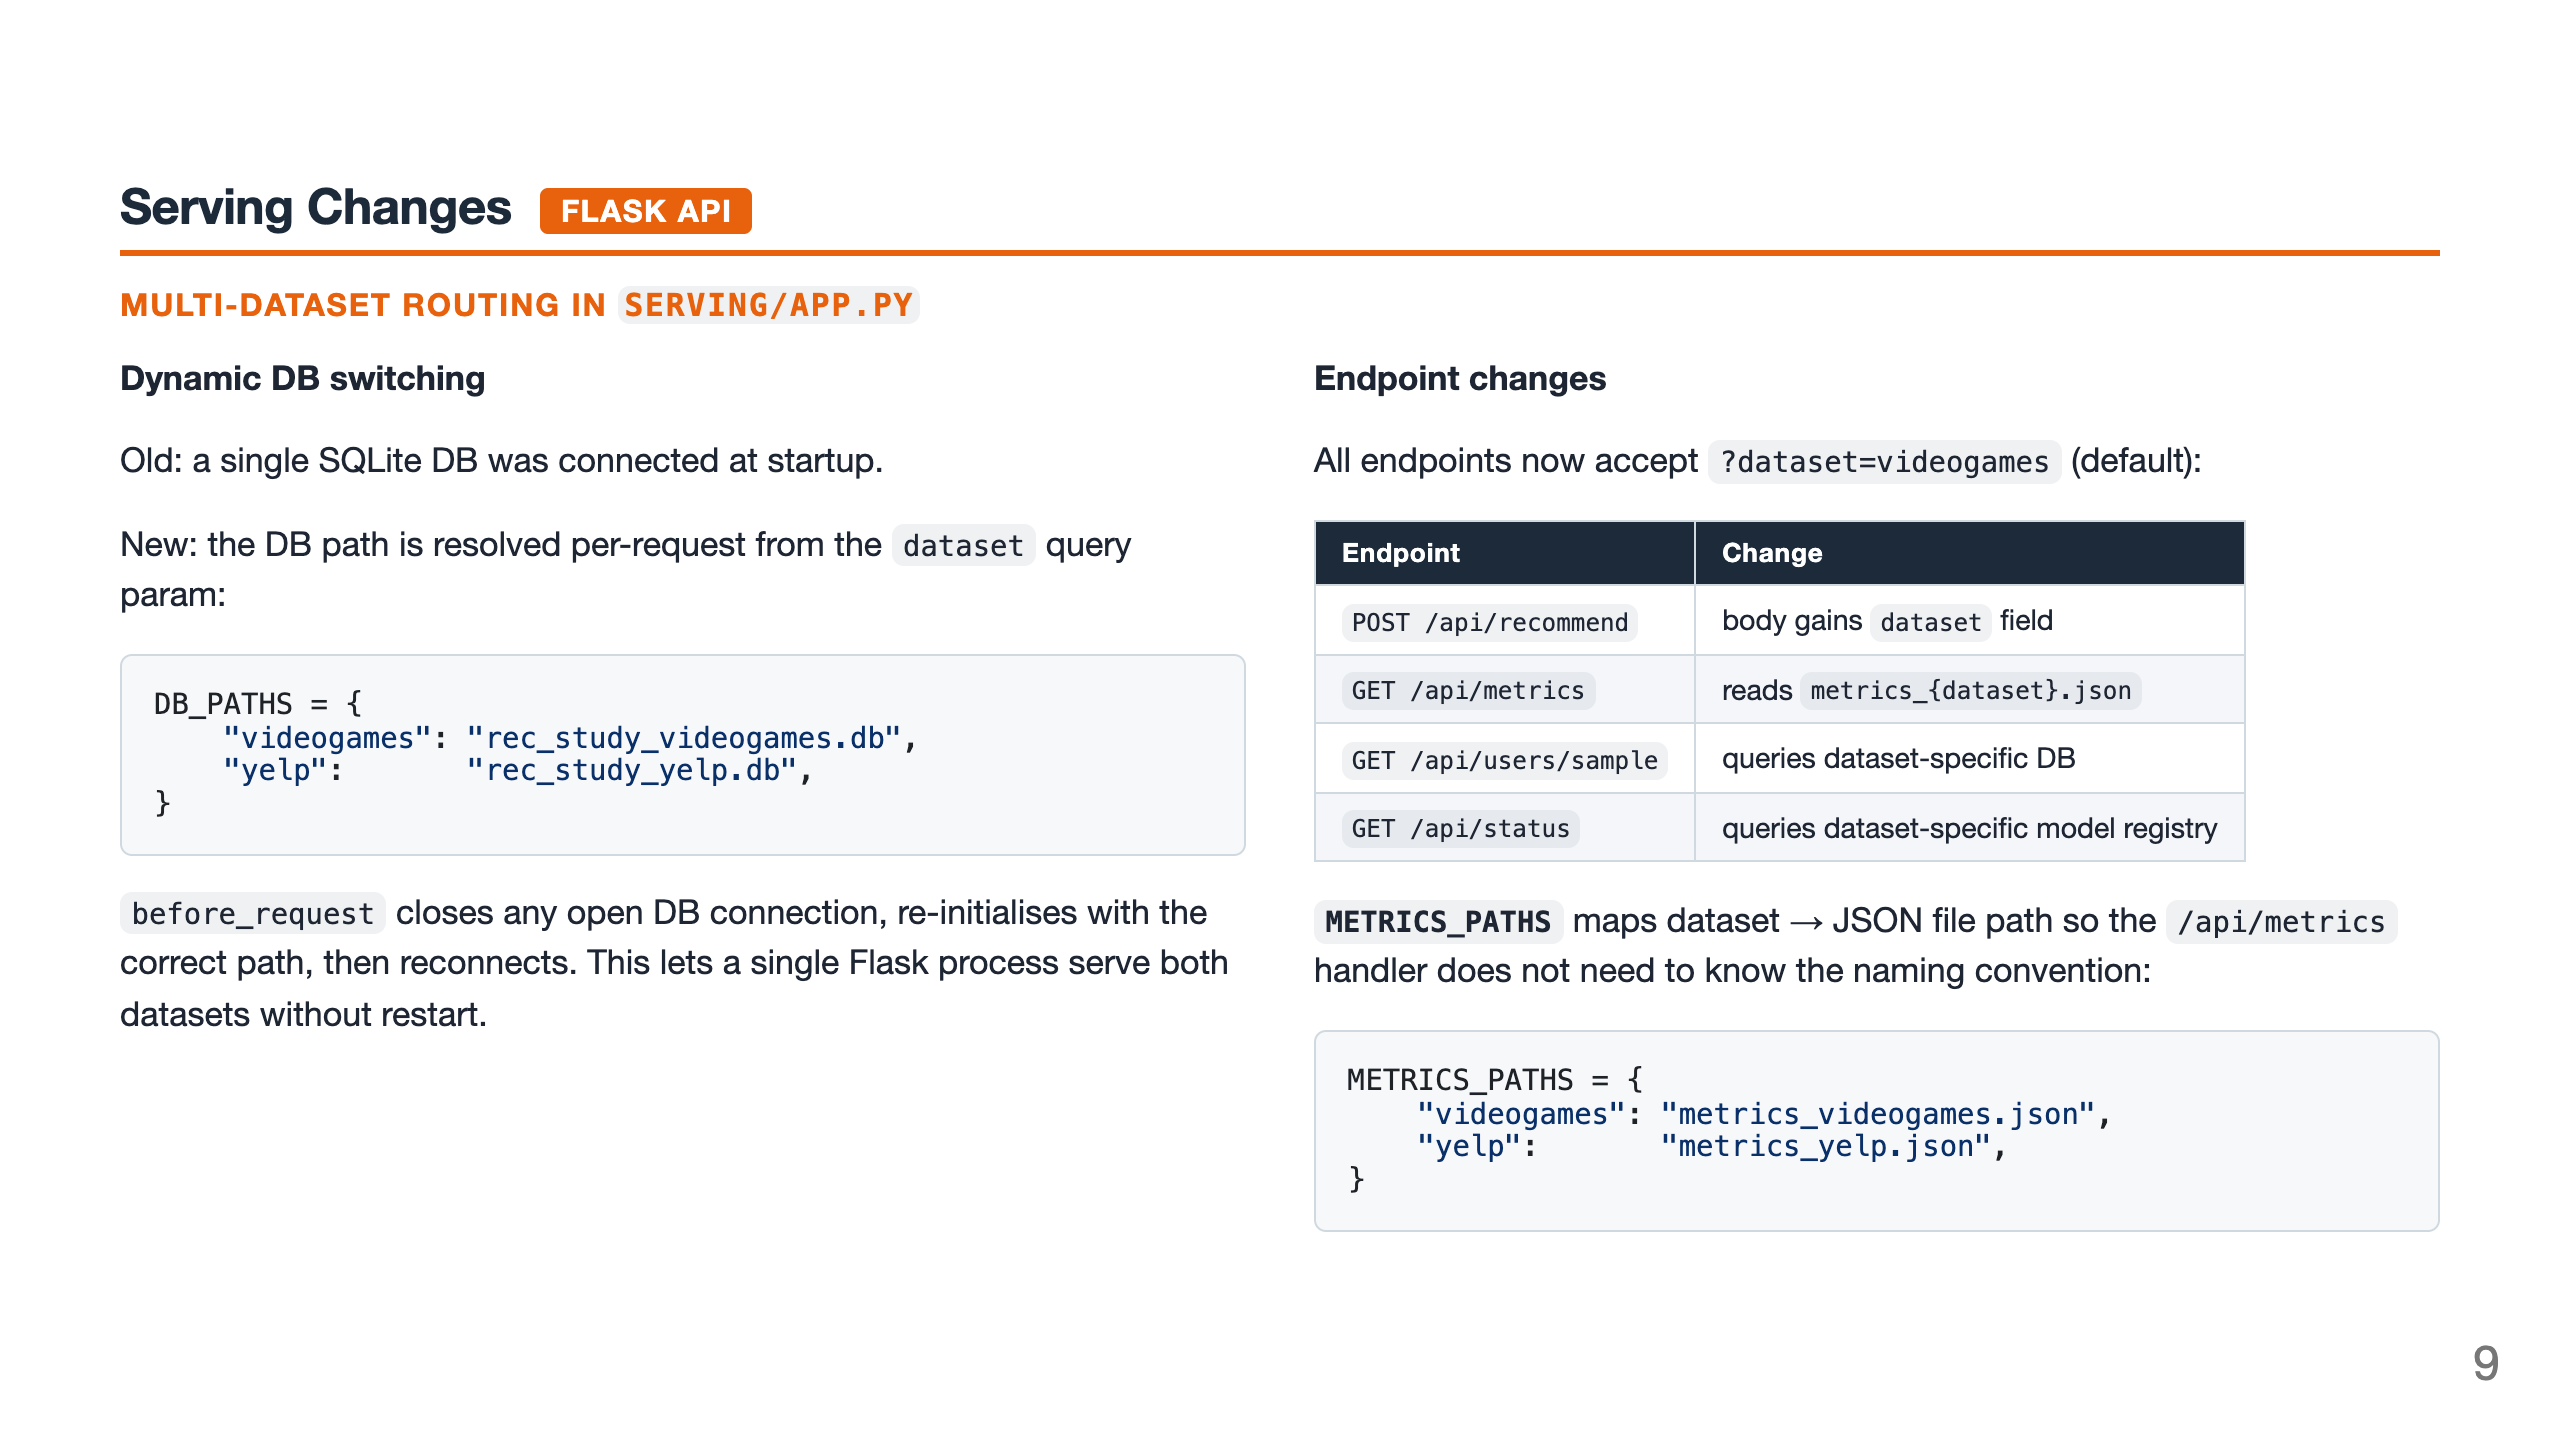 Serving Changes FLASK API
MULTI-DATASET ROUTING IN SERVING/APP.PY
Dynamic DB switching
Old: a single SQLite DB was connected at startup.
New: the DB path is resolved per-request from the dataset query
param:
DB_PATHS = {
    "videogames": "rec_study_videogames.db",
    "yelp":       "rec_study_yelp.db",
}
before_request closes any open DB connection, re-initialises with the
correct path, then reconnects. This lets a single Flask process serve both
datasets without restart.
Endpoint changes
All endpoints now accept ?dataset=videogames (default):
Endpoint Change
POST /api/recommend body gains dataset field
GET /api/metrics reads metrics_{dataset}.json
GET /api/users/sample queries dataset-specific DB
GET /api/status queries dataset-specific model registry
METRICS_PATHS maps dataset → JSON file path so the /api/metrics
handler does not need to know the naming convention:
METRICS_PATHS = {
    "videogames": "metrics_videogames.json",
    "yelp":       "metrics_yelp.json",
}
9